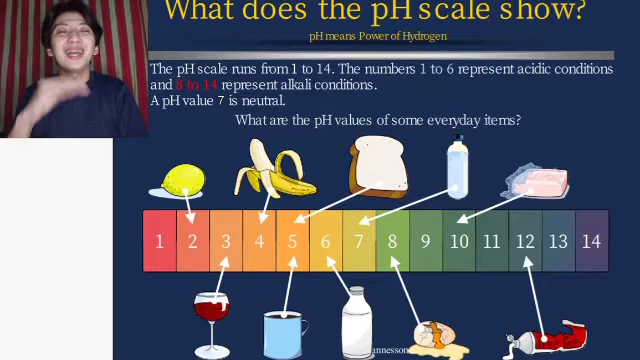 What does the pH scale show?
pH means Power of Hydrogen
The pH scale runs from 1 to 14. The numbers 1 to 6 represent acidic conditions
and 8 to 14 represent alkali conditions.
A pH value 7 is neutral.
What are the pH values of some everyday items?
1 2 3 4 5 6 7 8 9 10 11 12 13 14
annesson